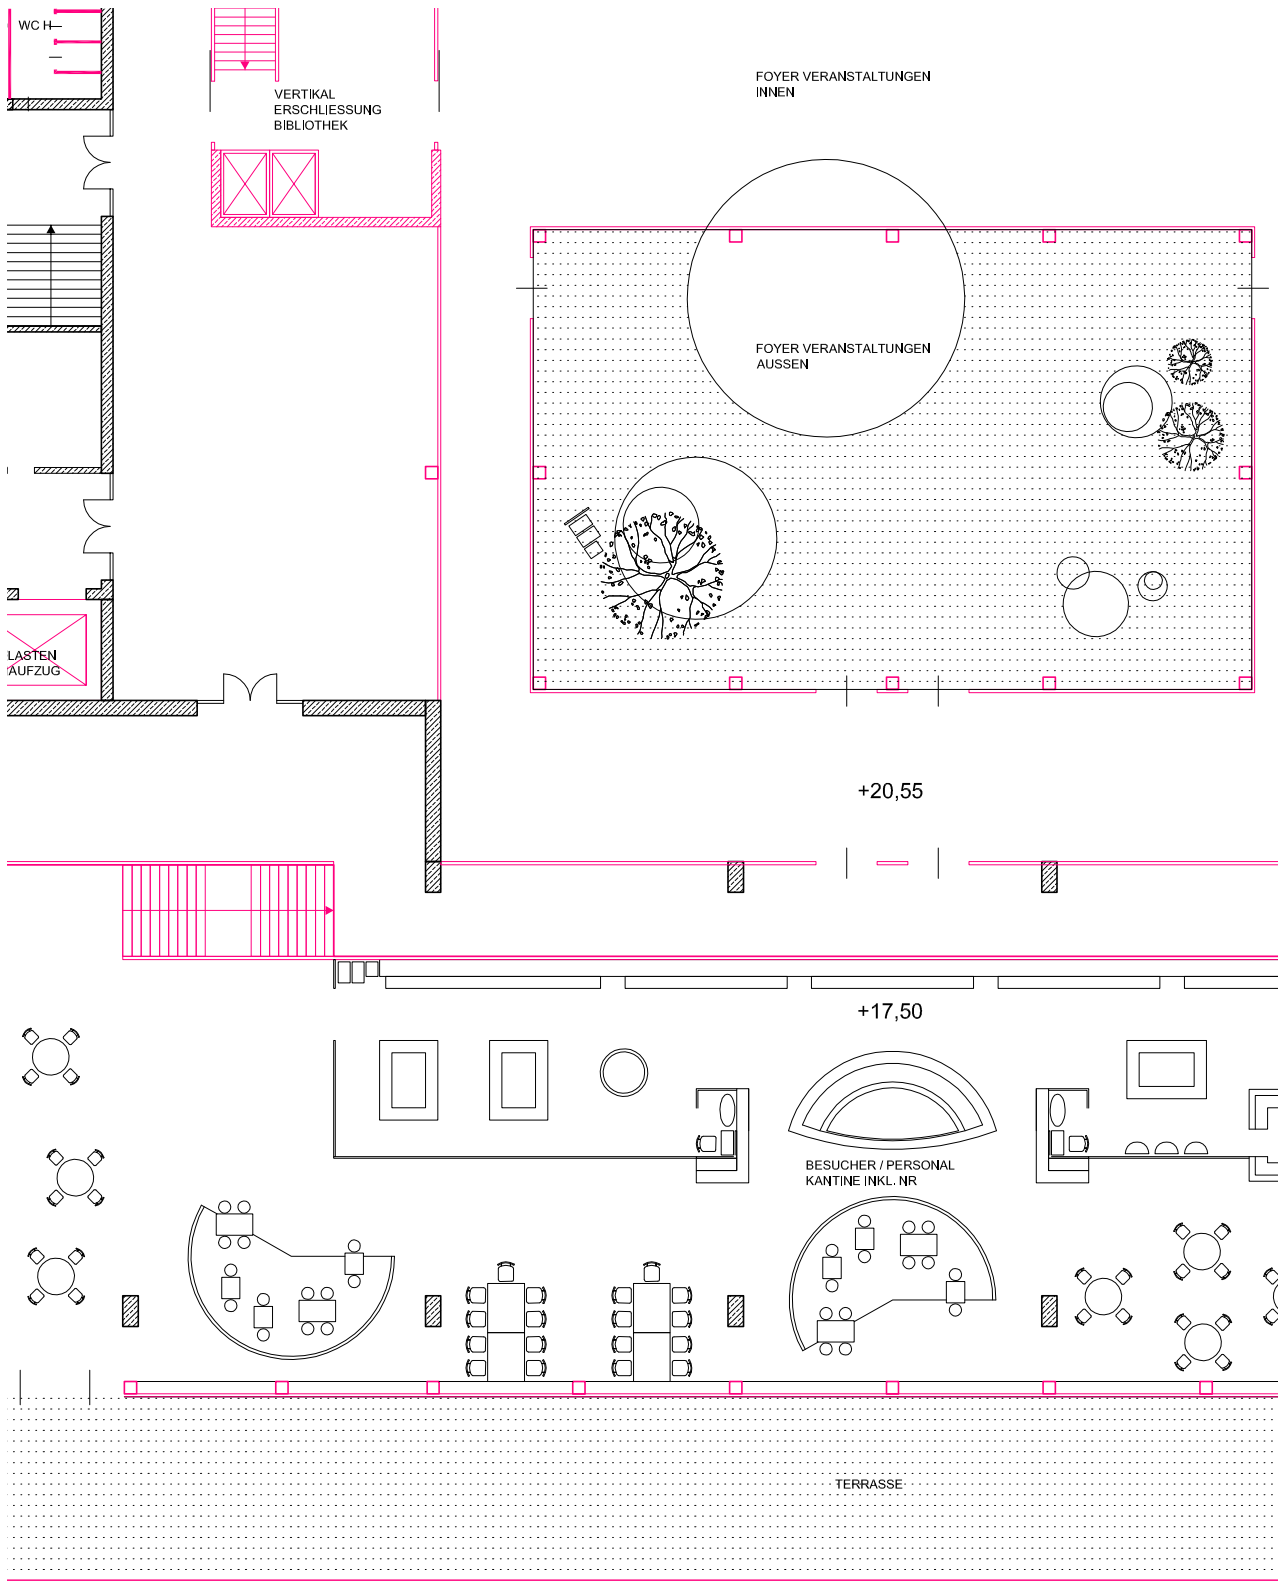 WC H
FOYER VERANSTALTUNGEN
INNEN
VERTIKAL
ERSCHLIESSUNG
BIBLIOTHEK
FOYER VERANSTALTUNGEN
AUSSEN
LASTEN
AUFZUG
+20,55
+17,50
BESUCHER / PERSONAL
KANTINE INKL. NR
TERRASSE